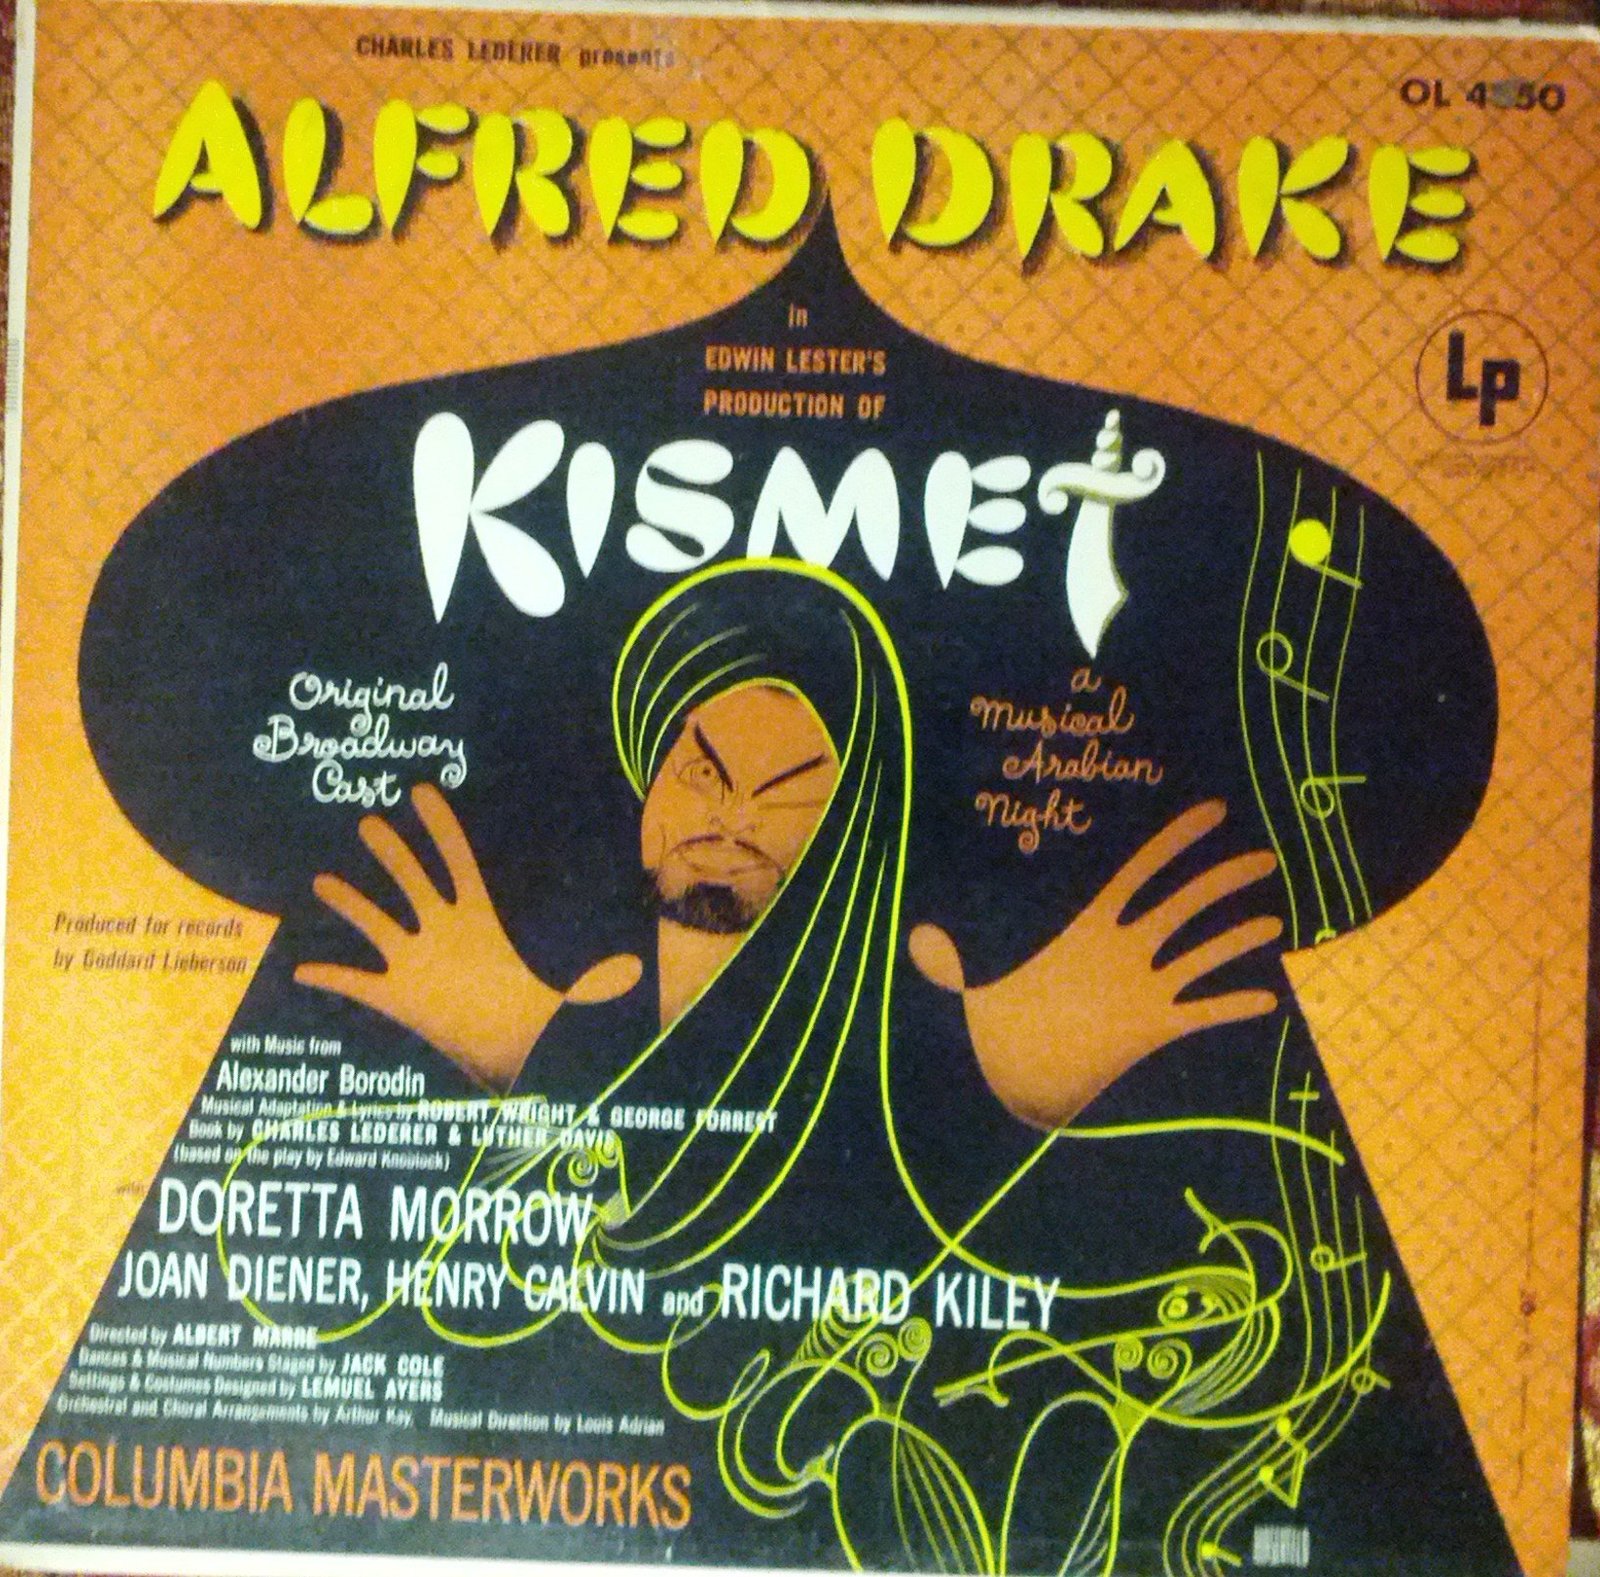 CHARLES LEDERER presents
ALFRED DRAKE
OL 4850
in
EDWIN LESTER'S
PRODUCTION OF
KISMET
Lp
Original
Broadway
Cast
a
Musical
Arabian
Night
Produced for records
by Goddard Lieberson
with Music from
Alexander Borodin
Musical Adaptation & Lyrics by ROBERT WRIGHT & GEORGE FORREST
Book by CHARLES LEDERER & LUTHER DAVIS
(based on the play by Edward Knoblock)
with
DORETTA MORROW
JOAN DIENER, HENRY CALVIN and RICHARD KILEY
Directed by ALBERT MARRE
Dances & Musical Numbers Staged by JACK COLE
Settings & Costumes Designed by LEMUEL AYERS
Orchestral and Choral Arrangements by Arthur Kay. Musical Direction by Louis Adrian
COLUMBIA MASTERWORKS